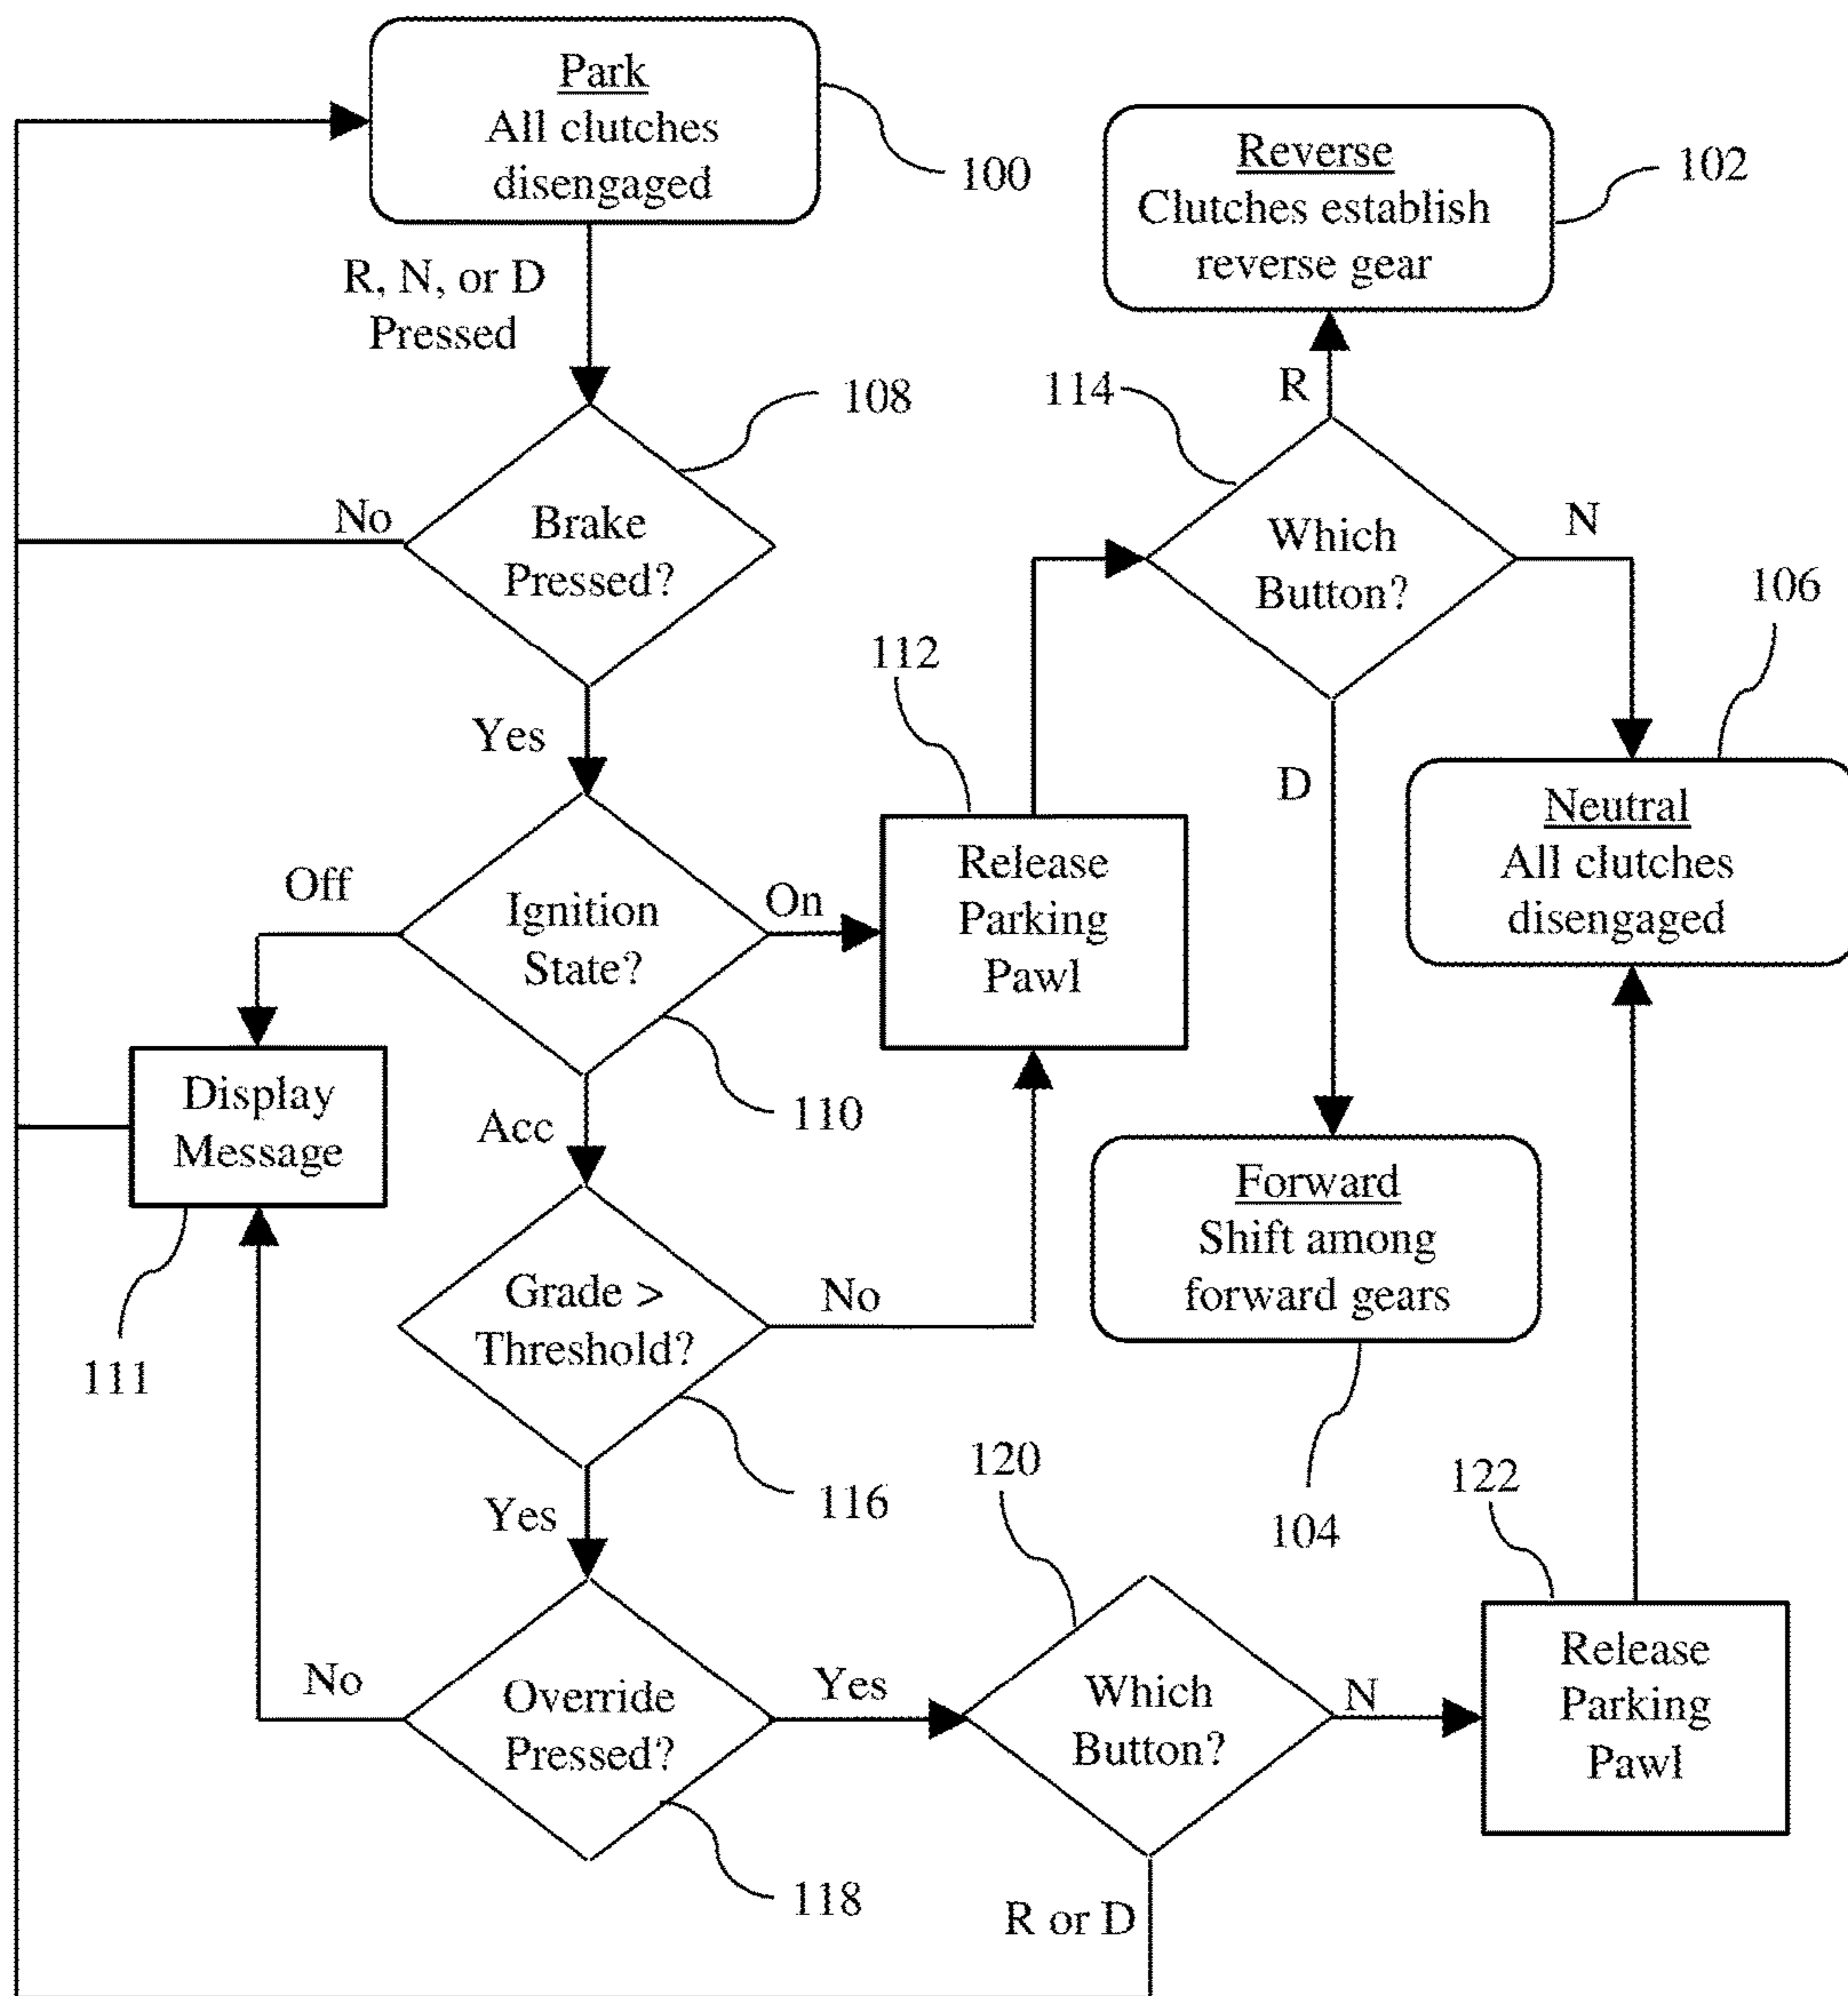 Park
All clutches
disengaged
100
Reverse
Clutches establish
reverse gear
102
R, N, or D
Pressed
108
114
R
No
Brake
Pressed?
Which
Button?
N
106
112
Yes
D
Neutral
All clutches
disengaged
Off
Ignition
State?
On
Release
Parking
Pawl
Display
Message
Acc
110
Forward
Shift among
forward gears
111
Grade >
Threshold?
No
120
116
104
122
Yes
No
Override
Pressed?
Yes
Which
Button?
N
Release
Parking
Pawl
118
R or D